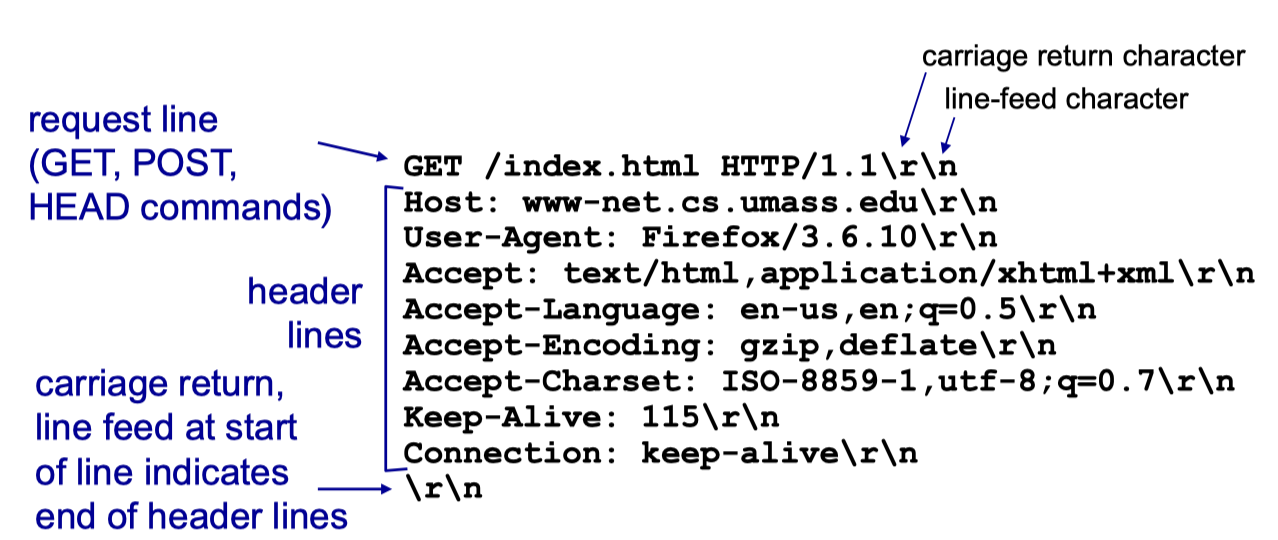 carriage return character
line-feed character
request line
(GET, POST,
HEAD commands)
GET /index.html HTTP/1.1\r\n
Host: www-net.cs.umass.edu\r\n
User-Agent: Firefox/3.6.10\r\n
Accept: text/html,application/xhtml+xml\r\n
Accept-Language: en-us,en;q=0.5\r\n
Accept-Encoding: gzip,deflate\r\n
Accept-Charset: ISO-8859-1,utf-8;q=0.7\r\n
Keep-Alive: 115\r\n
Connection: keep-alive\r\n
\r\n
header
lines
carriage return,
line feed at start
of line indicates
end of header lines